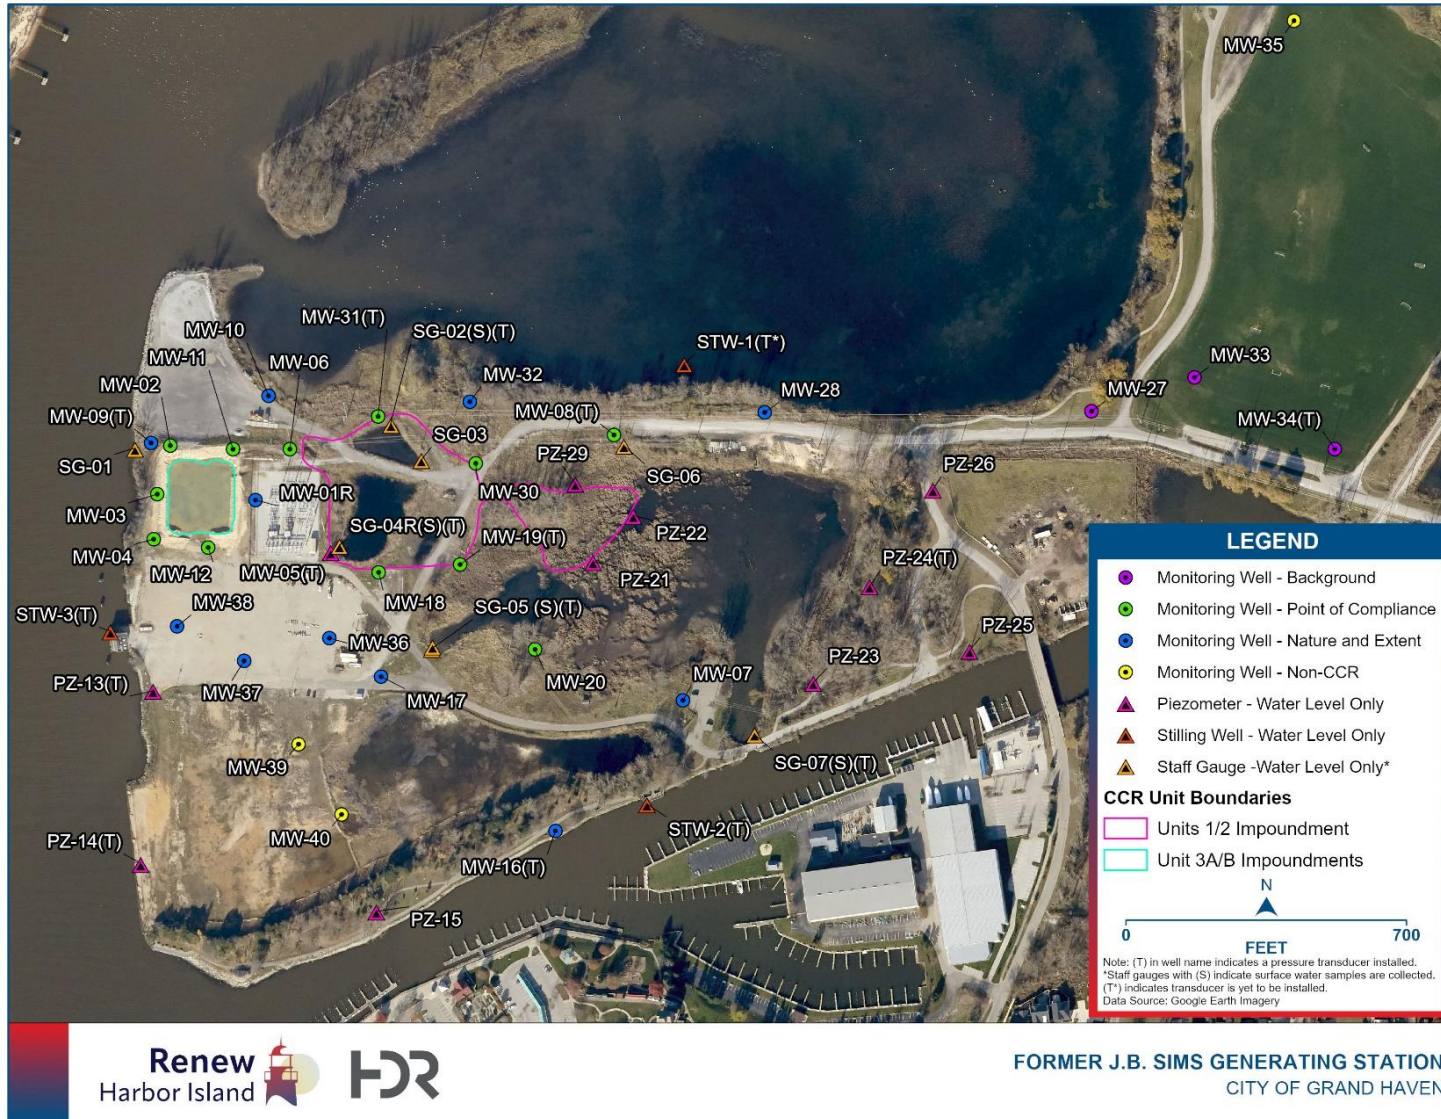 MW-35
MW-31(T)
SG-02(S)(T)
MW-10
MW-06
MW-11
MW-02
MW-09(T)
SG-01
MW-03
MW-04
MW-12
MW-01R
MW-05(T)
SG-04R(S)(T)
MW-32
SG-03
MW-08(T)
PZ-29
MW-30
MW-19(T)
STW-1(T*)
MW-28
SG-06
PZ-22
PZ-21
MW-33
MW-27
MW-34(T)
PZ-26
PZ-24(T)
PZ-25
PZ-23
MW-18
SG-05 (S)(T)
MW-38
STW-3(T)
MW-36
MW-37
PZ-13(T)
MW-17
MW-20
MW-07
SG-07(S)(T)
MW-39
MW-40
STW-2(T)
MW-16(T)
PZ-14(T)
PZ-15
LEGEND
Monitoring Well - Background
Monitoring Well - Point of Compliance
Monitoring Well - Nature and Extent
Monitoring Well - Non-CCR
Piezometer - Water Level Only
Stilling Well - Water Level Only
Staff Gauge -Water Level Only*
CCR Unit Boundaries
Units 1/2 Impoundment
Unit 3A/B Impoundments
N
0 700
FEET
Note: (T) in well name indicates a pressure transducer installed.
*Staff gauges with (S) indicate surface water samples are collected.
(T*) indicates transducer is yet to be installed.
Data Source: Google Earth Imagery
Renew
Harbor Island
HDR
FORMER J.B. SIMS GENERATING STATION
CITY OF GRAND HAVEN